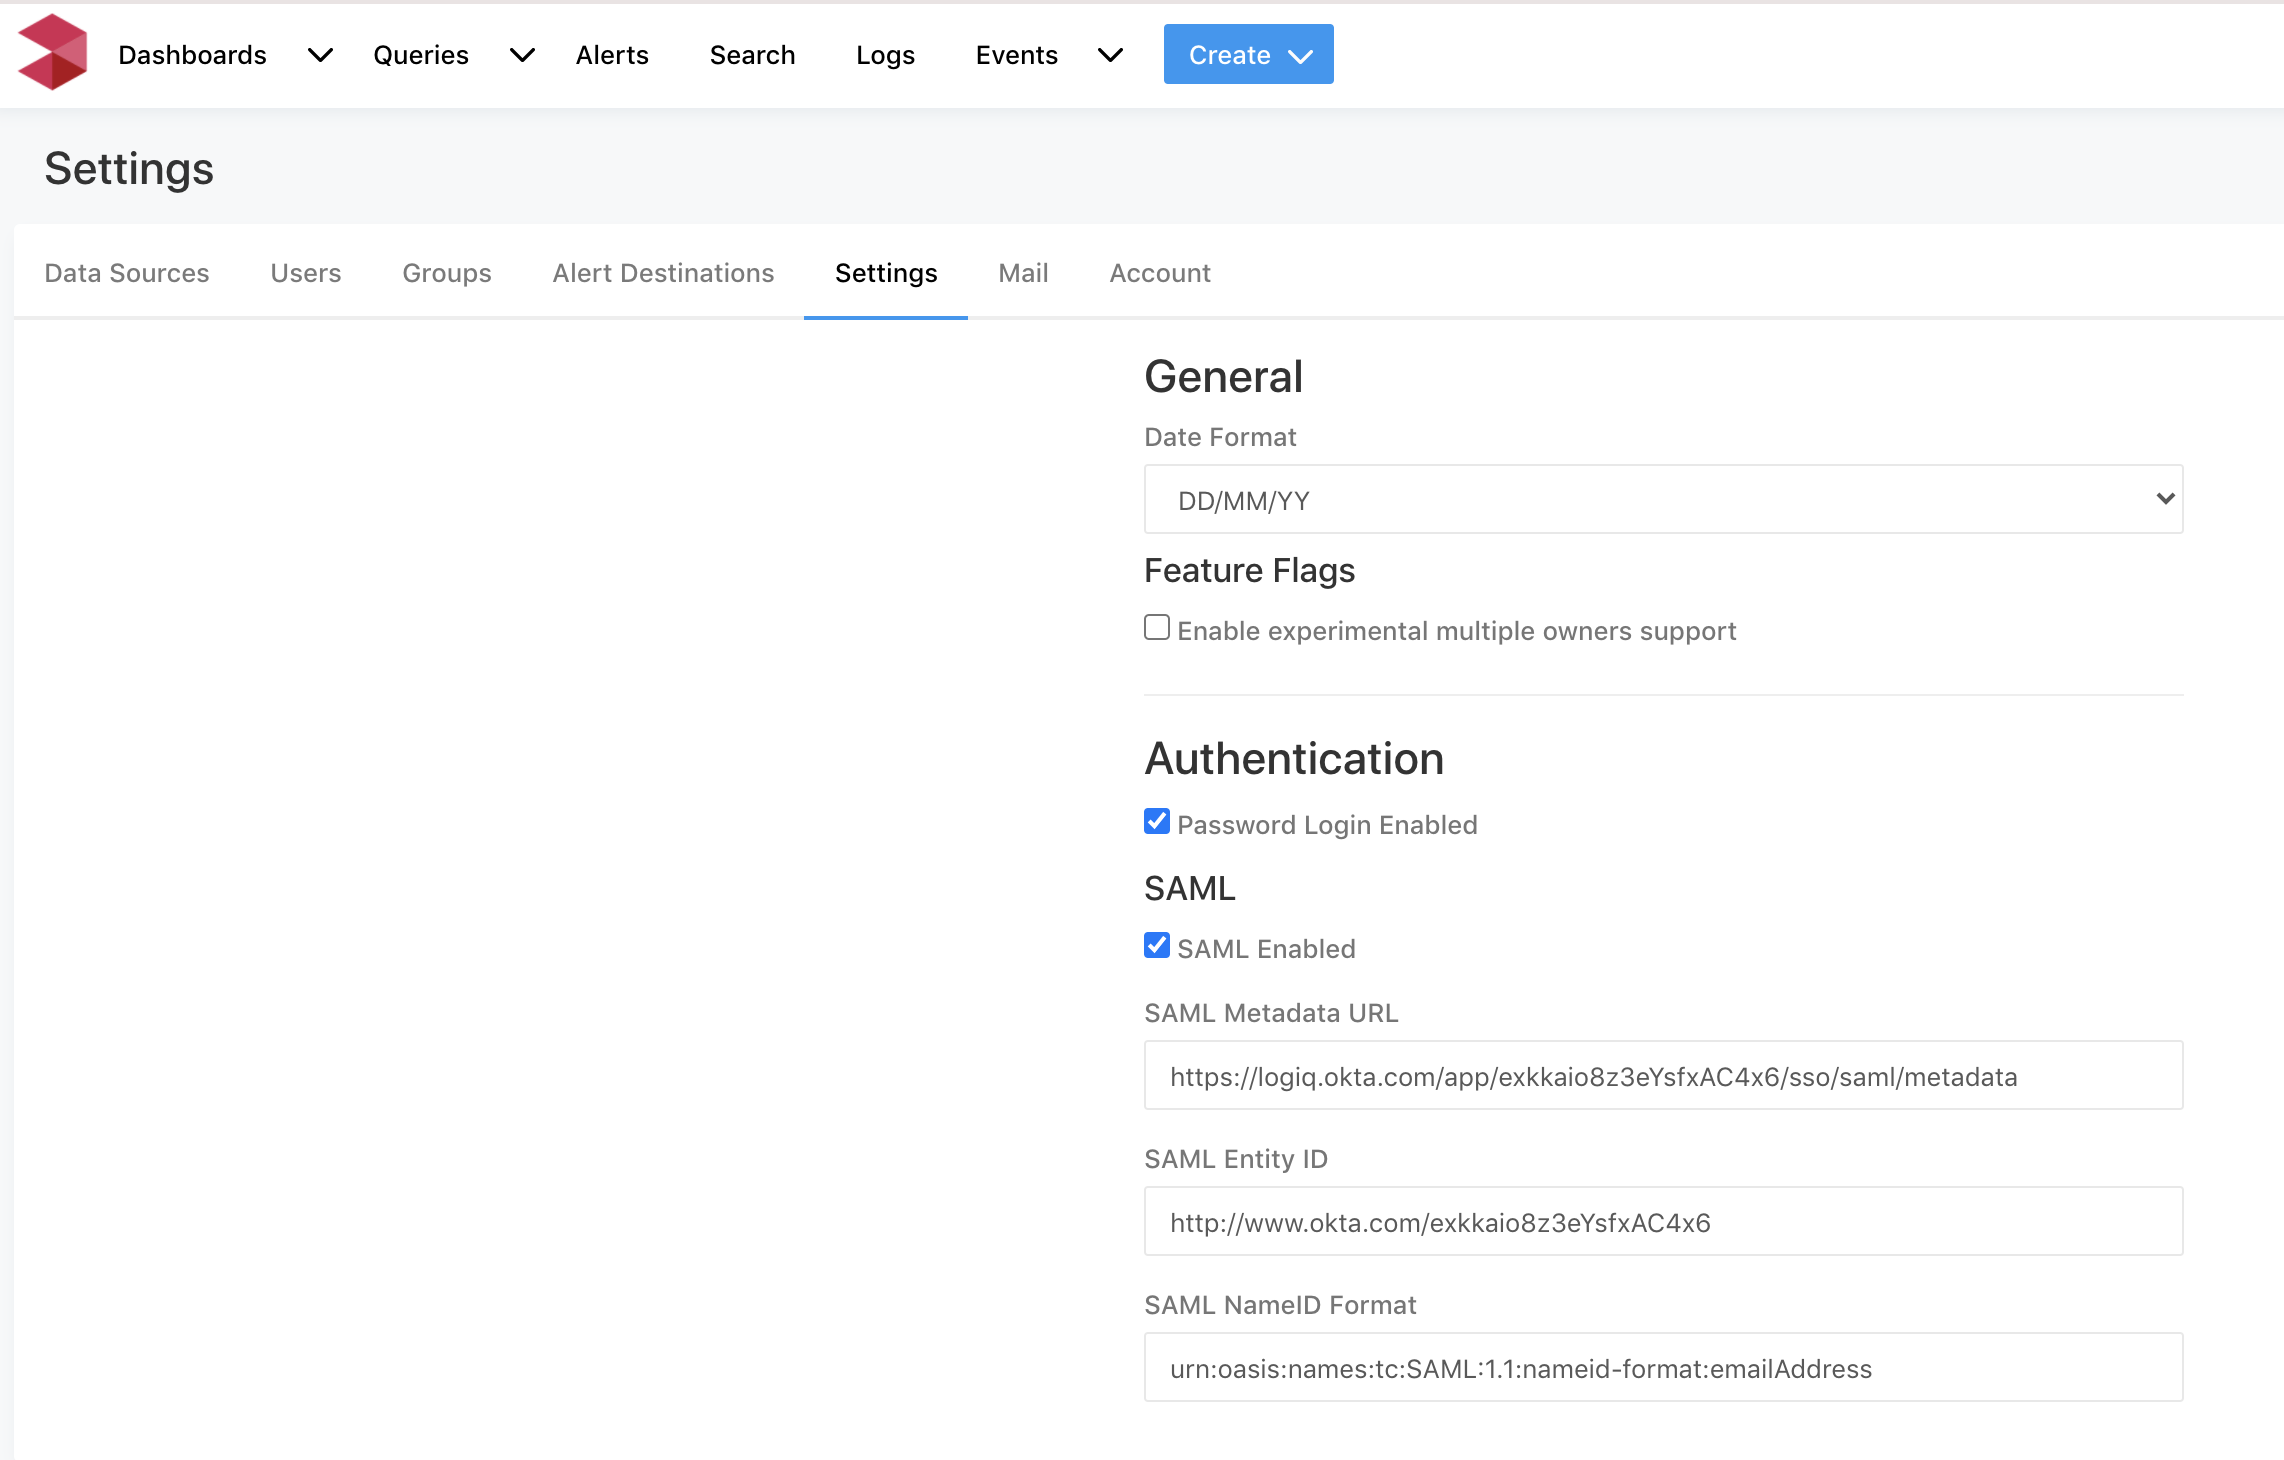 Dashboards Queries Alerts Search Logs Events Create
Settings
Data Sources Users Groups Alert Destinations Settings Mail Account
General
Date Format
DD/MM/YY
Feature Flags
Enable experimental multiple owners support
Authentication
Password Login Enabled
SAML
SAML Enabled
SAML Metadata URL
https://logiq.okta.com/app/exkkaio8z3eYsfxAC4x6/sso/saml/metadata
SAML Entity ID
http://www.okta.com/exkkaio8z3eYsfxAC4x6
SAML NameID Format
urn:oasis:names:tc:SAML:1.1:nameid-format:emailAddress